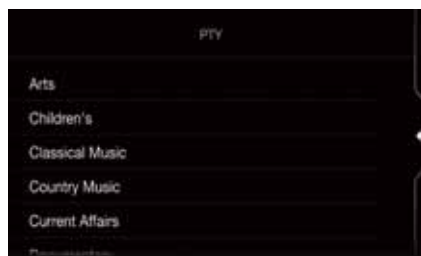 PTY
Arts
Children's
Classical Music
Country Music
Current Affairs